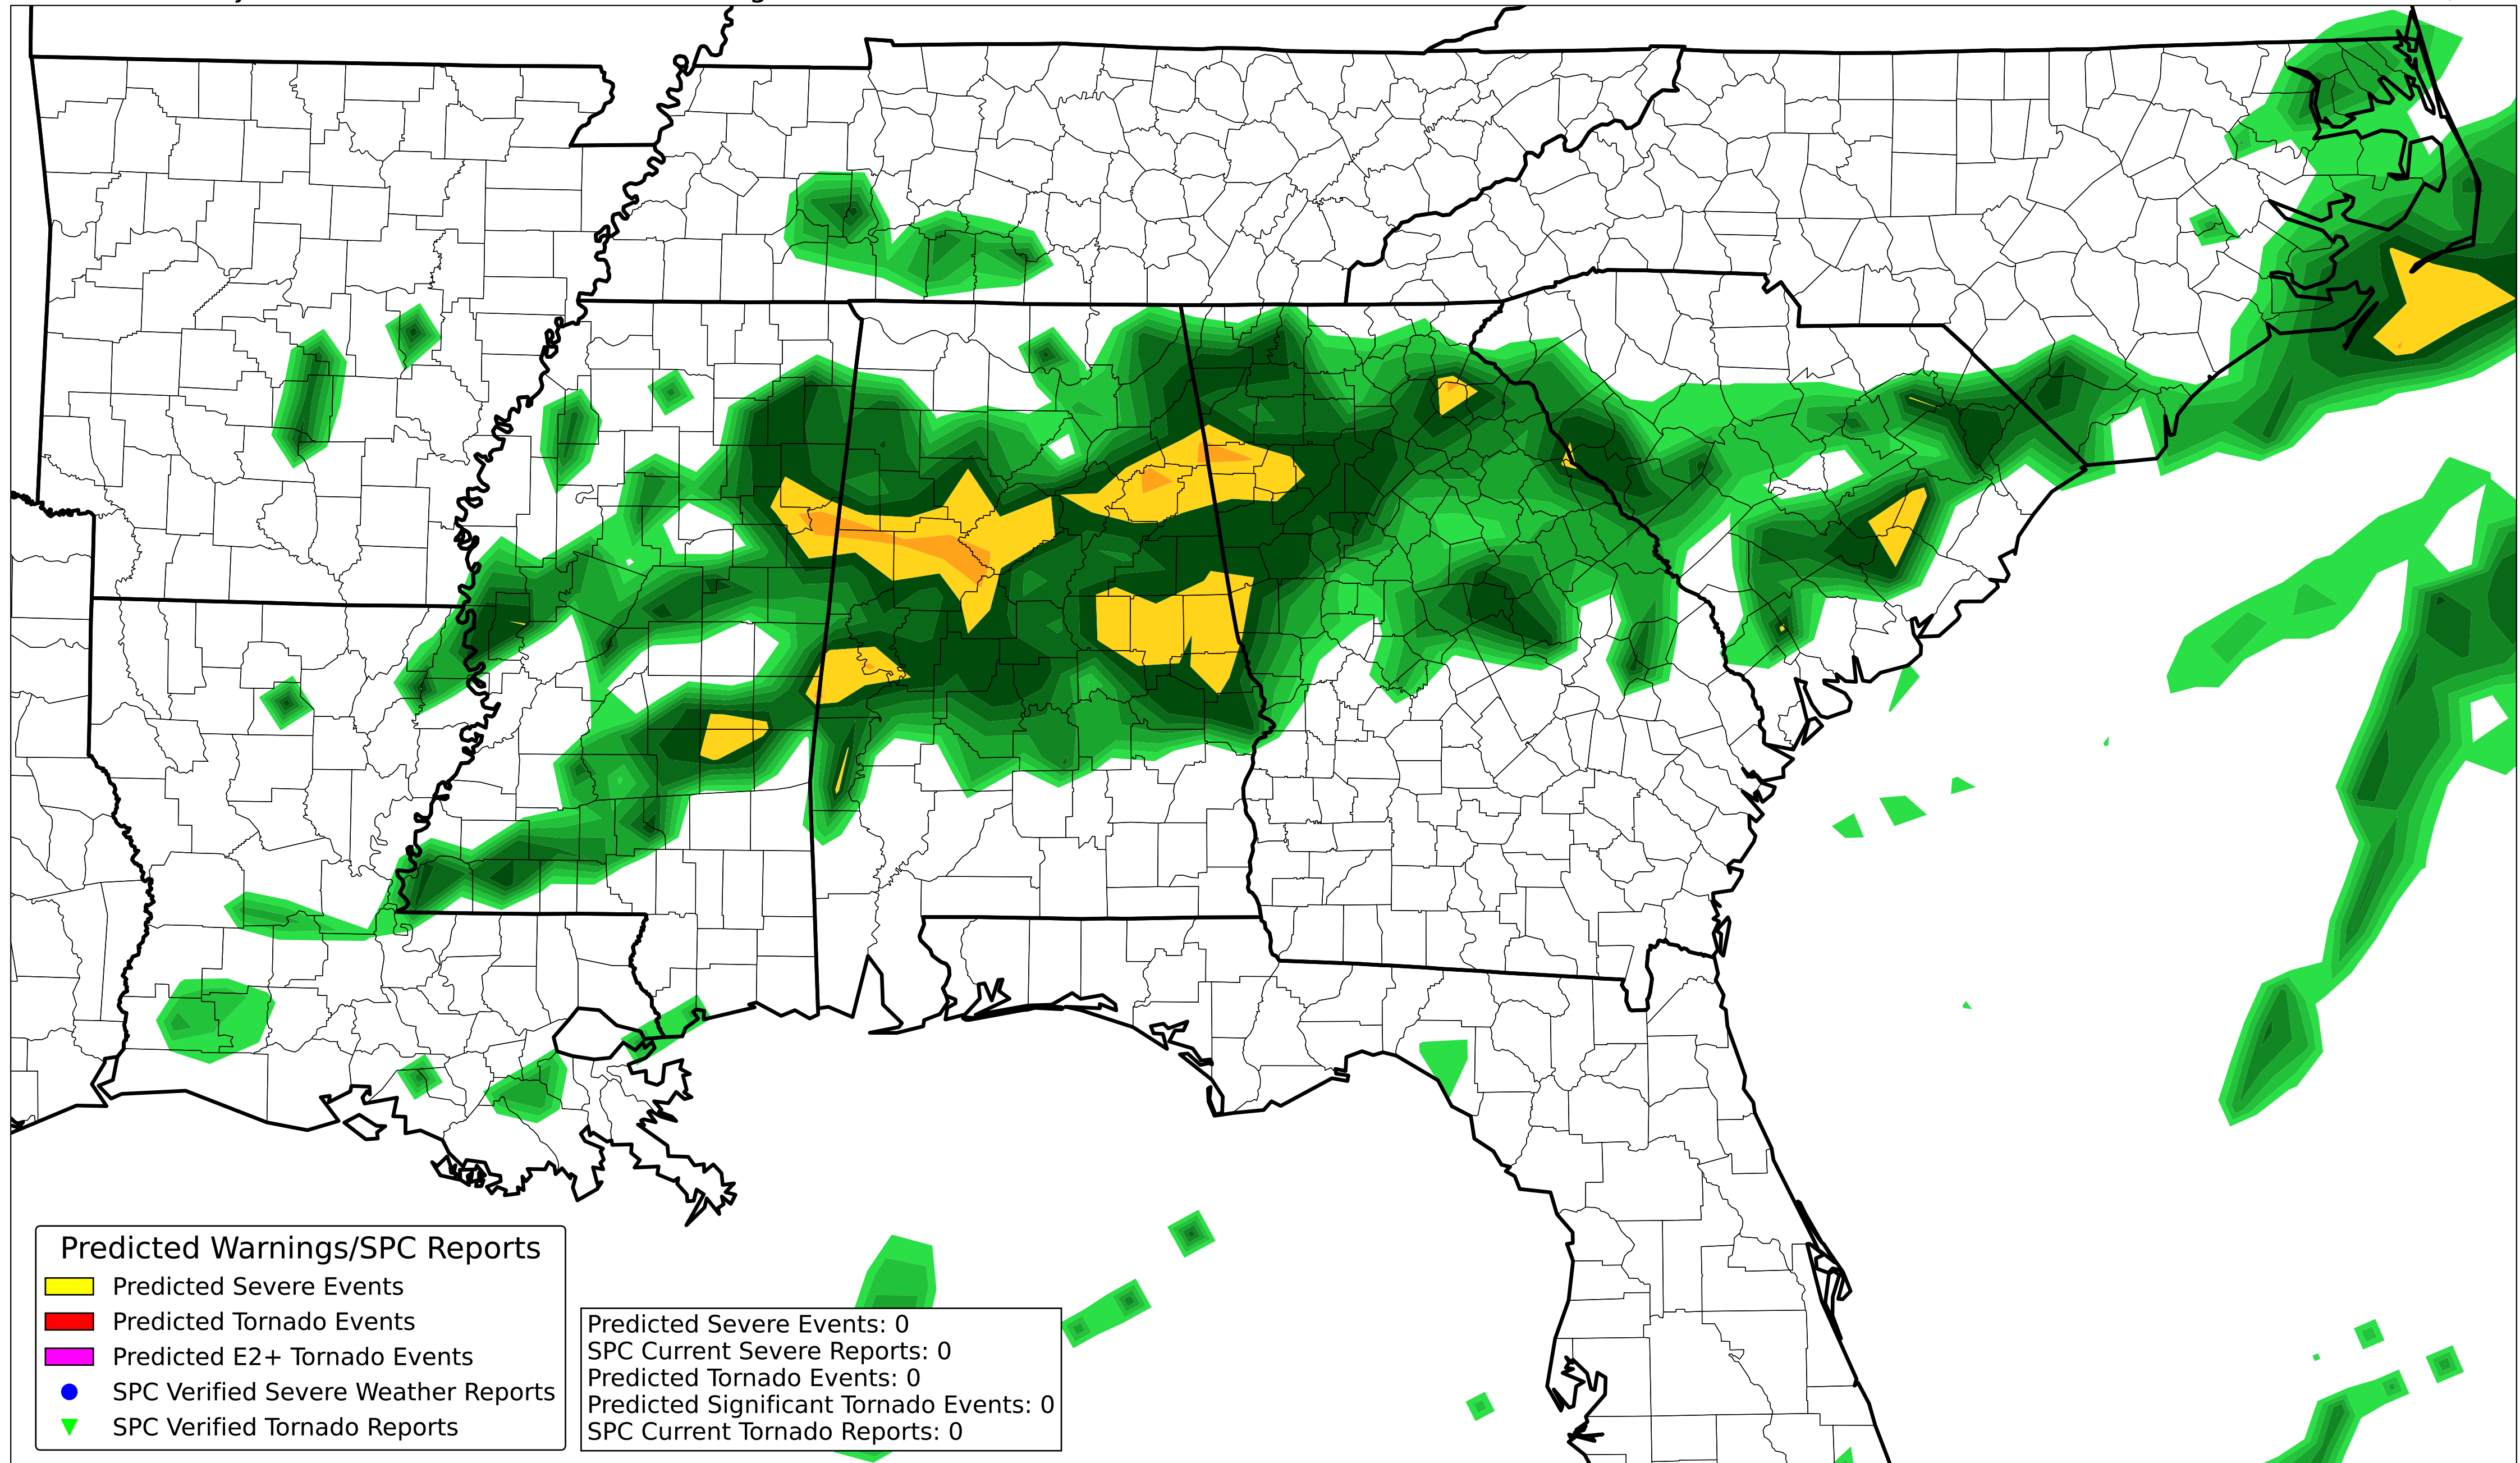 Predicted Warnings/SPC Reports
Predicted Severe Events
Predicted Tornado Events
Predicted E2+ Tornado Events
SPC Verified Severe Weather Reports
SPC Verified Tornado Reports
Predicted Severe Events: 0
SPC Current Severe Reports: 0
Predicted Tornado Events: 0
Predicted Significant Tornado Events: 0
SPC Current Tornado Reports: 0